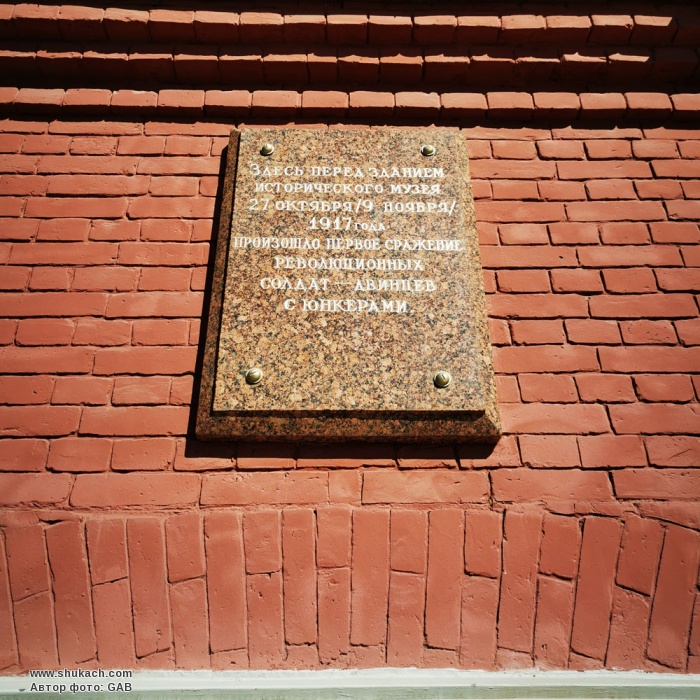 Здесь перед зданием
исторического музея
27 октября/9 ноября/
1917 года
произошло первое сражение
революционных
солдат — двинцев
с юнкерами.
www.shukach.com
Автор фото: GAB